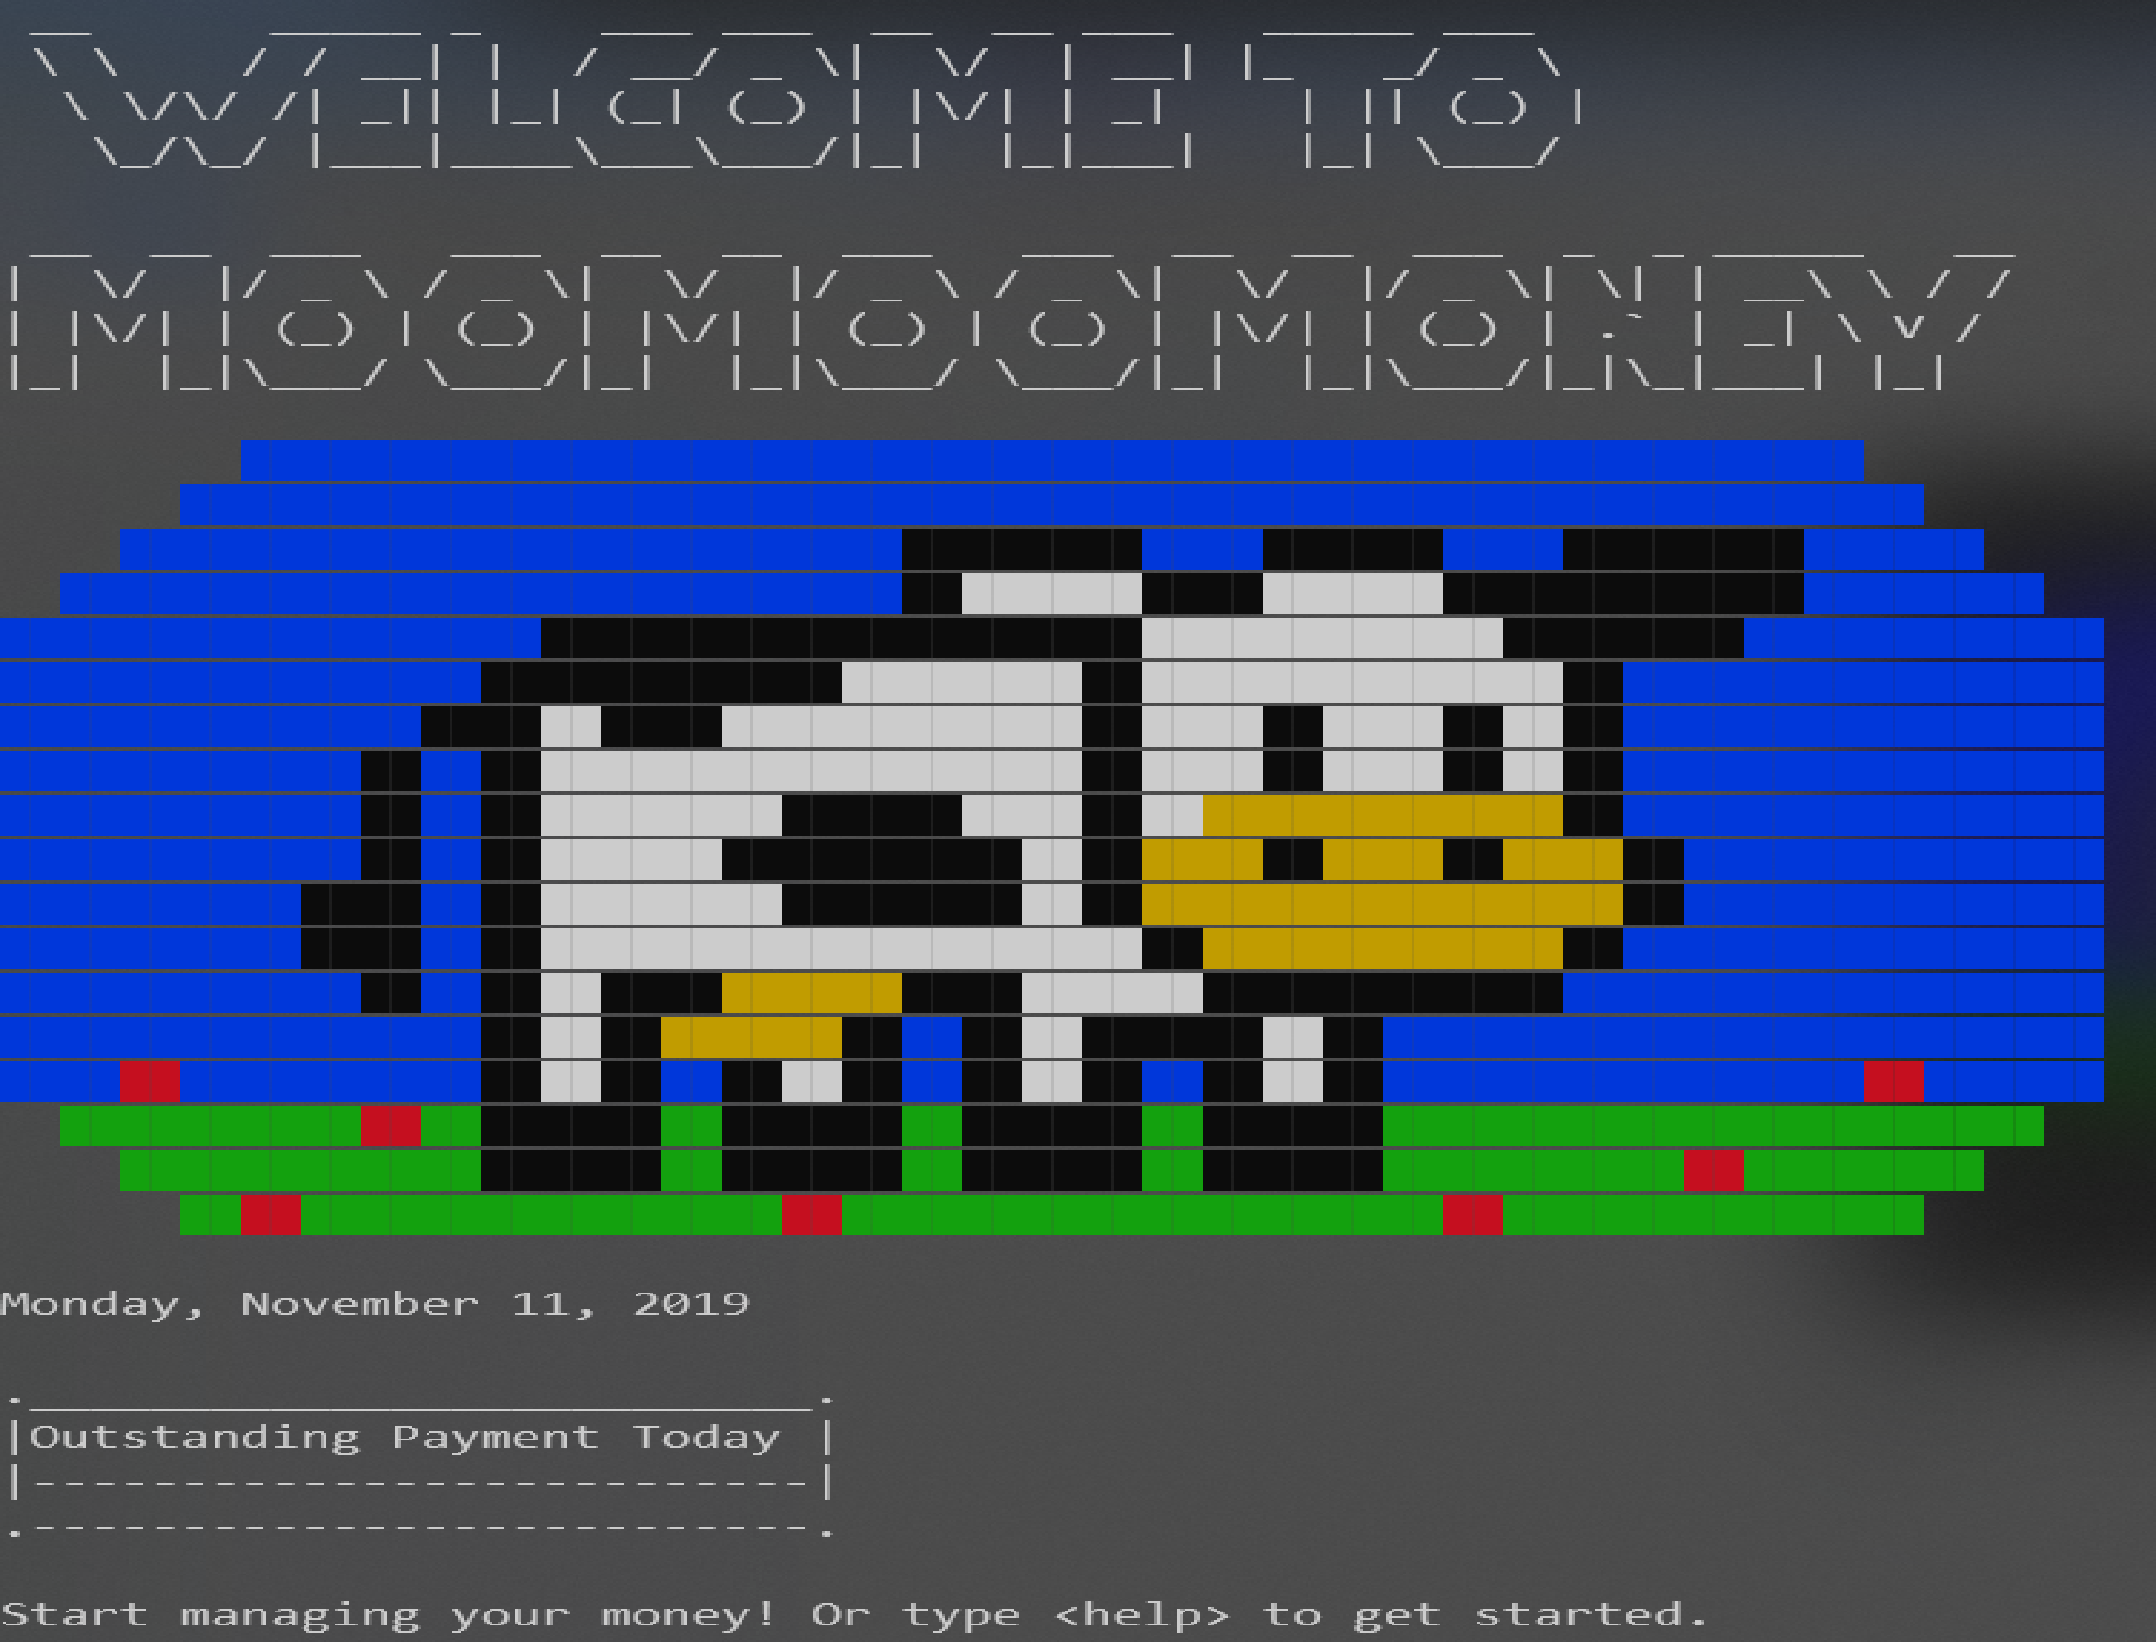 WELCOME TO
MOOMOOMONEY
Monday, November 11, 2019
Outstanding Payment Today
Start managing your money! Or type <help> to get started.